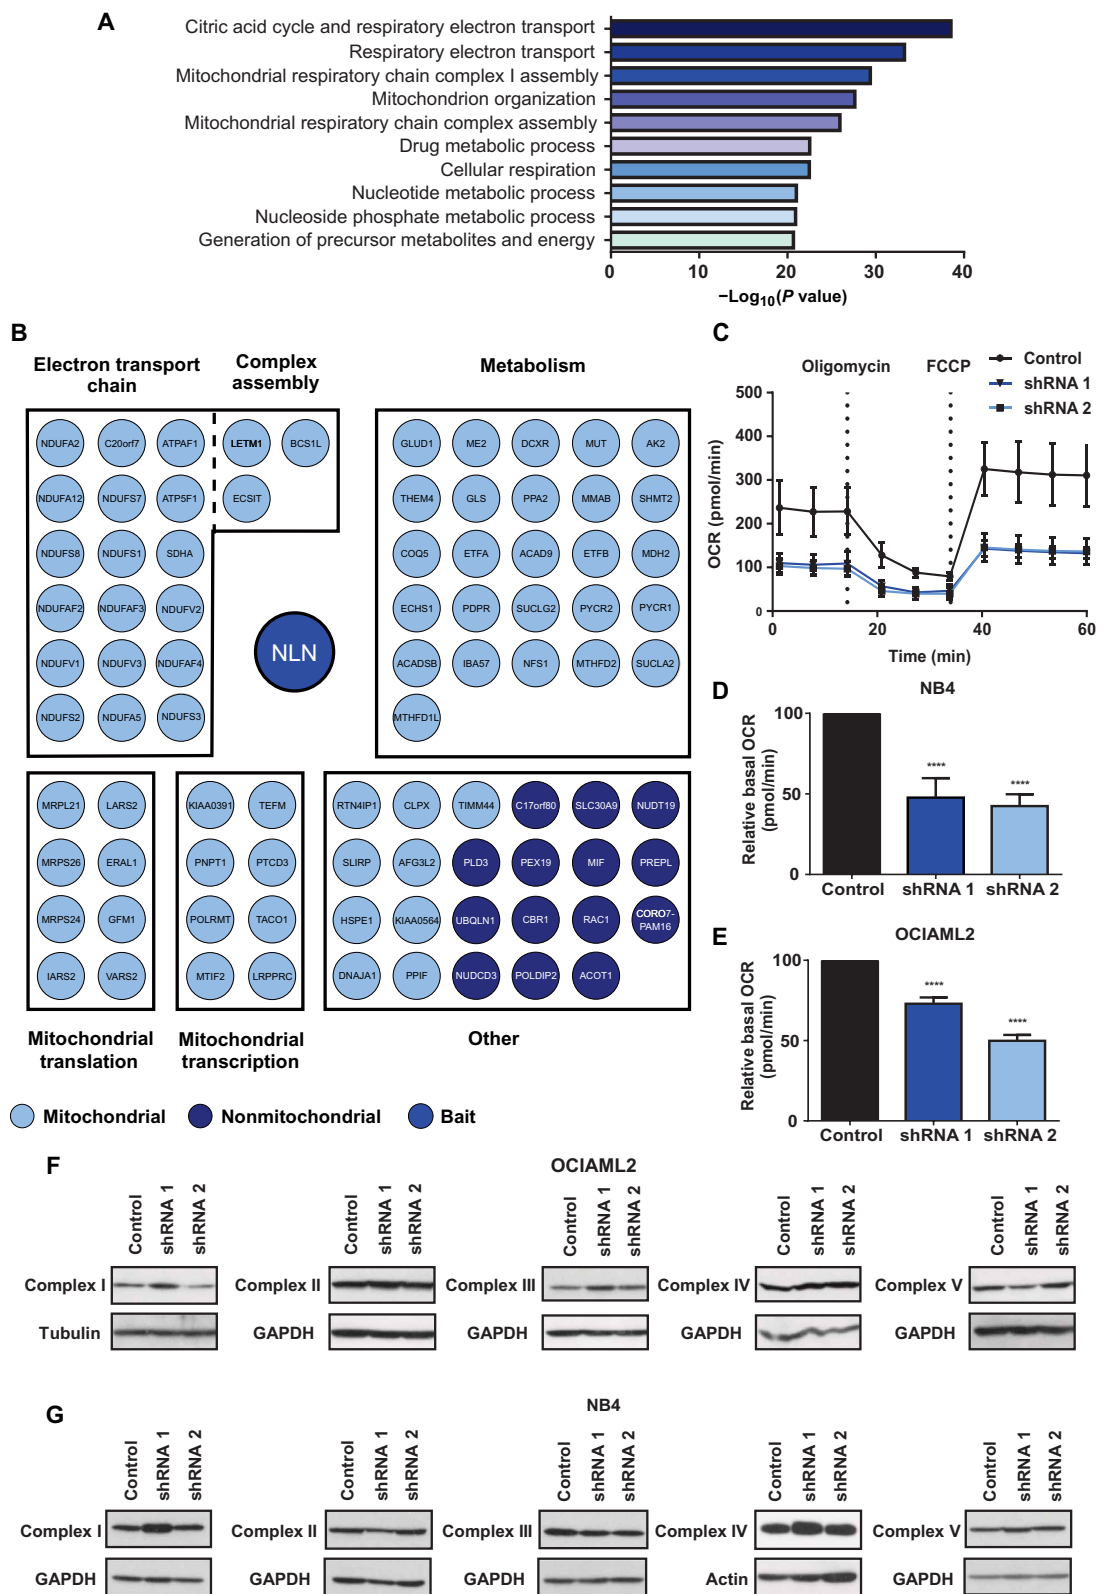 A
Citric acid cycle and respiratory electron transport
Respiratory electron transport
Mitochondrial respiratory chain complex I assembly
Mitochondrion organization
Mitochondrial respiratory chain complex assembly
Drug metabolic process
Cellular respiration
Nucleotide metabolic process
Nucleoside phosphate metabolic process
Generation of precursor metabolites and energy
0 10 20 30 40
−Log10(P value)
B
Electron transport
chain
Complex
assembly
Metabolism
NDUFA2 C20orf7 ATPAF1 LETM1 BCS1L
NDUFA12 NDUFS7 ATP5F1 ECSIT
NDUFS8 NDUFS1 SDHA
NDUFAF2 NDUFAF3 NDUFV2
NDUFV1 NDUFV3 NDUFAF4
NDUFS2 NDUFA5 NDUFS3
NLN
GLUD1 ME2 DCXR MUT AK2
THEM4 GLS PPA2 MMAB SHMT2
COQ5 ETFA ACAD9 ETFB MDH2
ECHS1 PDPR SUCLG2 PYCR2 PYCR1
ACADSB IBA57 NFS1 MTHFD2 SUCLA2
MTHFD1L
MRPL21 LARS2
MRPS26 ERAL1
MRPS24 GFM1
IARS2 VARS2
Mitochondrial
translation
KIAA0391 TEFM
PNPT1 PTCD3
POLRMT TACO1
MTIF2 LRPPRC
Mitochondrial
transcription
RTN4IP1 CLPX TIMM44 C17orf80 SLC30A9 NUDT19
SLIRP AFG3L2 PLD3 PEX19 MIF PREPL
HSPE1 KIAA0564 UBQLN1 CBR1 RAC1 CORO7-
PAM16
DNAJA1 PPIF NUDCD3 POLDIP2 ACOT1
Other
Mitochondrial Nonmitochondrial Bait
C
Control
shRNA 1
shRNA 2
Oligomycin FCCP
OCR (pmol/min)
500
400
300
200
100
0
0 20 40 60
Time (min)
D
NB4
Relative basal OCR
(pmol/min)
100
50
0
**** ****
Control shRNA 1 shRNA 2
E
OCIAML2
Relative basal OCR
(pmol/min)
100
50
0
**** ****
Control shRNA 1 shRNA 2
F
OCIAML2
Control shRNA 1 shRNA 2 Control shRNA 1 shRNA 2 Control shRNA 1 shRNA 2 Control shRNA 1 shRNA 2 Control shRNA 1 shRNA 2
Complex I Complex II Complex III Complex IV Complex V
Tubulin GAPDH GAPDH GAPDH GAPDH
G
NB4
Control shRNA 1 shRNA 2 Control shRNA 1 shRNA 2 Control shRNA 1 shRNA 2 Control shRNA 1 shRNA 2 Control shRNA 1 shRNA 2
Complex I Complex II Complex III Complex IV Complex V
GAPDH GAPDH GAPDH Actin GAPDH